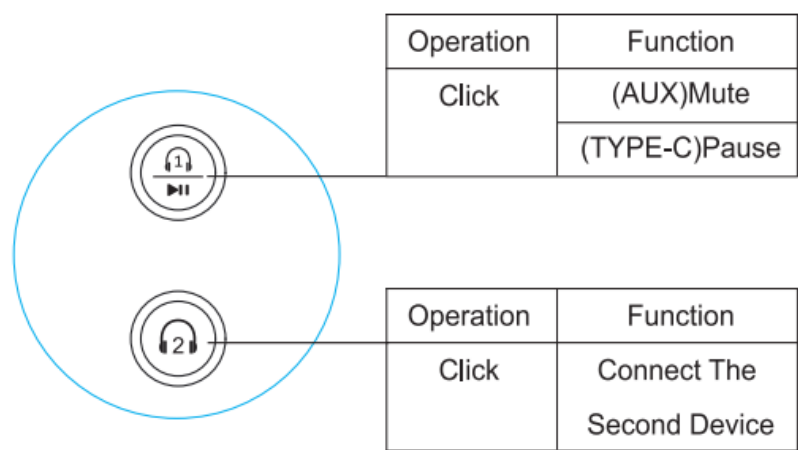 Operation Function
Click (AUX)Mute
(TYPE-C)Pause
1
2
Operation Function
Click Connect The
Second Device